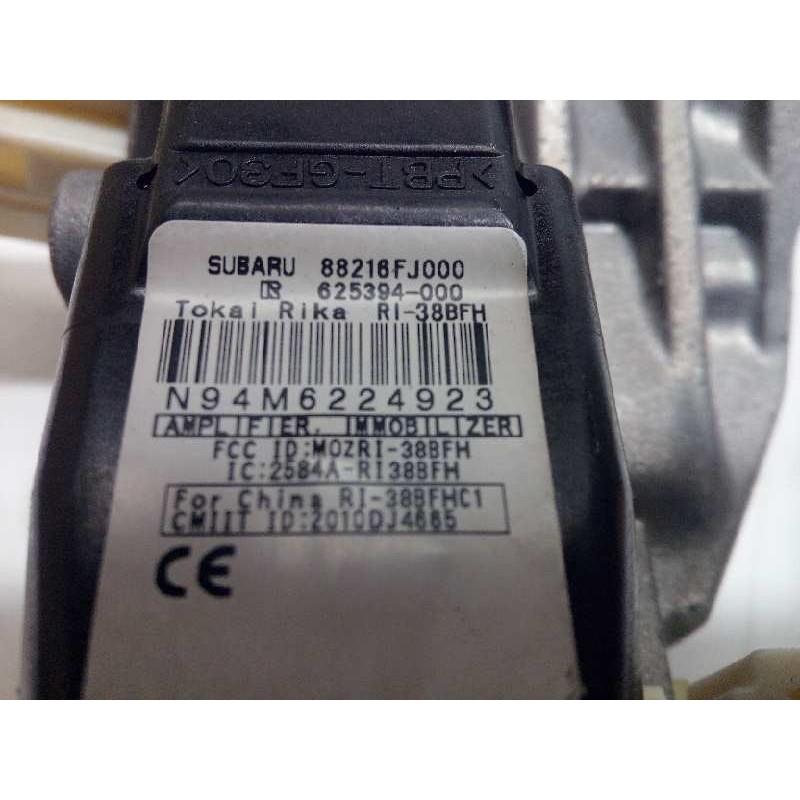 >PBT-GF30<
SUBARU 88216FJ000
R 625394-000
Tokai Rika RI-38BFH
N94M6224923
AMPLIFIER, IMMOBILIZER
FCC ID:MOZRI-38BFH
IC:2584A-RI38BFH
For China RI-38BFHC1
CMIIT ID:2010DJ4665
CE